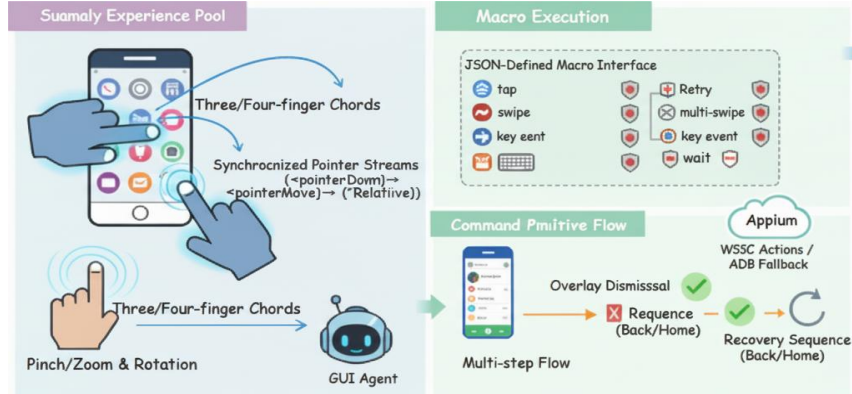 Suamaly Experience Pool
Three/Four-finger Chords
Synchrocnized Pointer Streams
(<pointerDowm)→
<pointerMove)→ ("Relatiive))
Three/Four-finger Chords
Pinch/Zoom & Rotation
GUI Agent
Macro Execution
JSON-Defined Macro Interface
tap
Retry
swipe
multi-swipe
key eent
key event
wait
Command Pmitive Flow
Appium
WSSC Actions /
ADB Fallback
Overlay Dismisssal
Requence
(Back/Home)
Multi-step Flow
Recovery Sequence
(Back/Home)